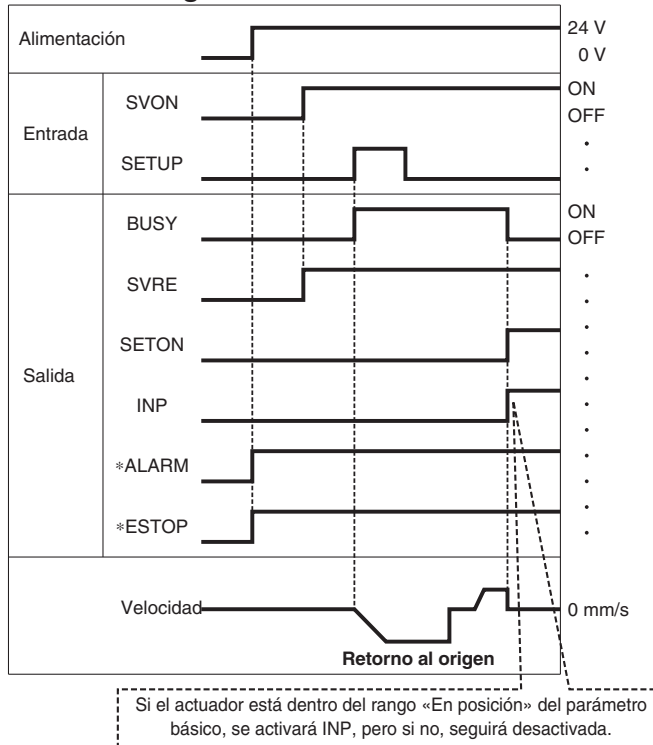 Alimentación
24 V
0 V
Entrada
SVON
ON
OFF
SETUP
Salida
BUSY
ON
OFF
SVRE
SETON
INP
*ALARM
*ESTOP
Velocidad
0 mm/s
Retorno al origen
Si el actuador está dentro del rango «En posición» del parámetro
básico, se activará INP, pero si no, seguirá desactivada.